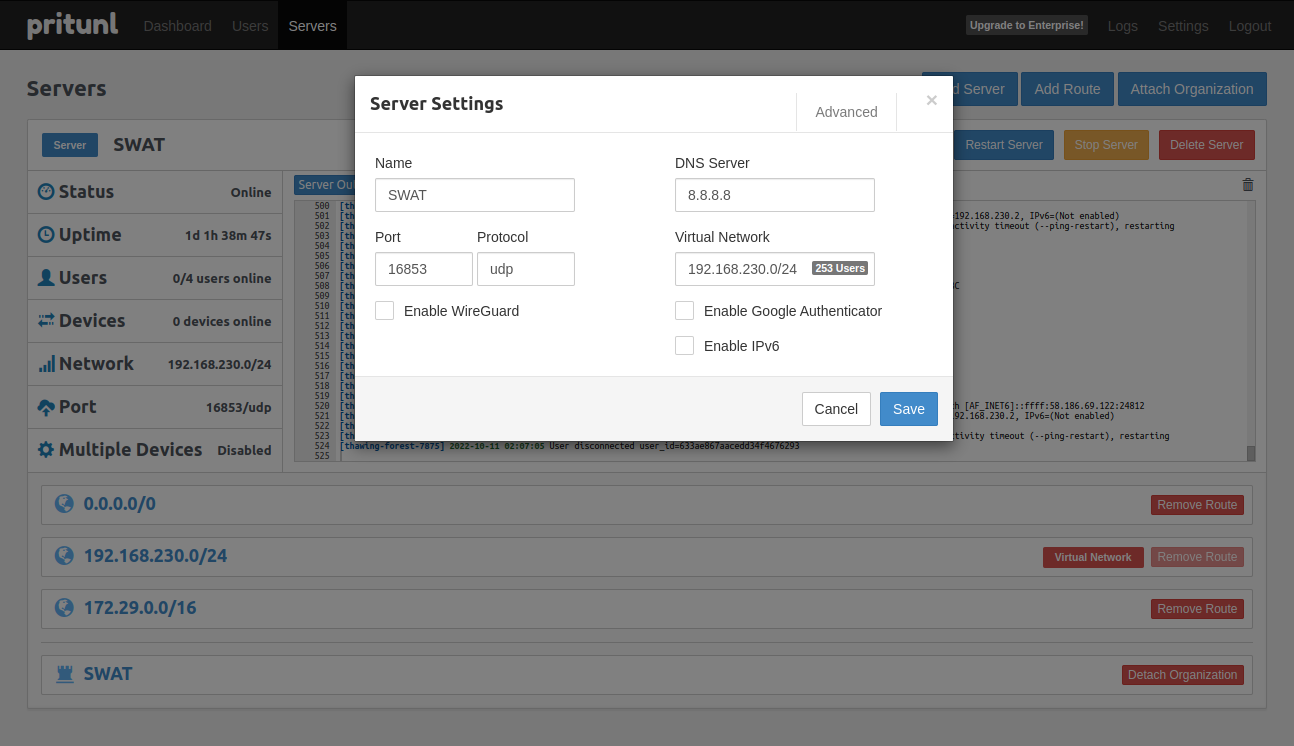 pritunl Dashboard Users Servers Upgrade to Enterprise! Logs Settings Logout
Servers
d Server Add Route Attach Organization
Server Settings Advanced ×
Server SWAT Restart Server Stop Server Delete Server
Name DNS Server
SWAT 8.8.8.8
Port Protocol Virtual Network
16853 udp 192.168.230.0/24 253 Users
Enable WireGuard Enable Google Authenticator
Enable IPv6
Cancel Save
Status Online
Uptime 1d 1h 38m 47s
Users 0/4 users online
Devices 0 devices online
Network 192.168.230.0/24
Port 16853/udp
Multiple Devices Disabled
Server Ou
500 [th
501 [th =192.168.230.2, IPv6=(Not enabled)
502 [th ctivity timeout (--ping-restart), restarting
503 [th
504 [th
505 [th
506 [th
507 [th
508 [th C
509 [th
510 [th
511 [th
512 [th
513 [th
514 [th
515 [th
516 [th
517 [th
518 [th
519 [th
520 [th h [AF_INET6]::ffff:58.186.69.122:24812
521 [th 92.168.230.2, IPv6=(Not enabled)
522 [th
523 [th tivity timeout (--ping-restart), restarting
524 [thawing-forest-7875] 2022-10-11 02:07:05 User disconnected user_id=633ae867aacedd34f4676293
525
0.0.0.0/0 Remove Route
192.168.230.0/24 Virtual Network Remove Route
172.29.0.0/16 Remove Route
SWAT Detach Organization